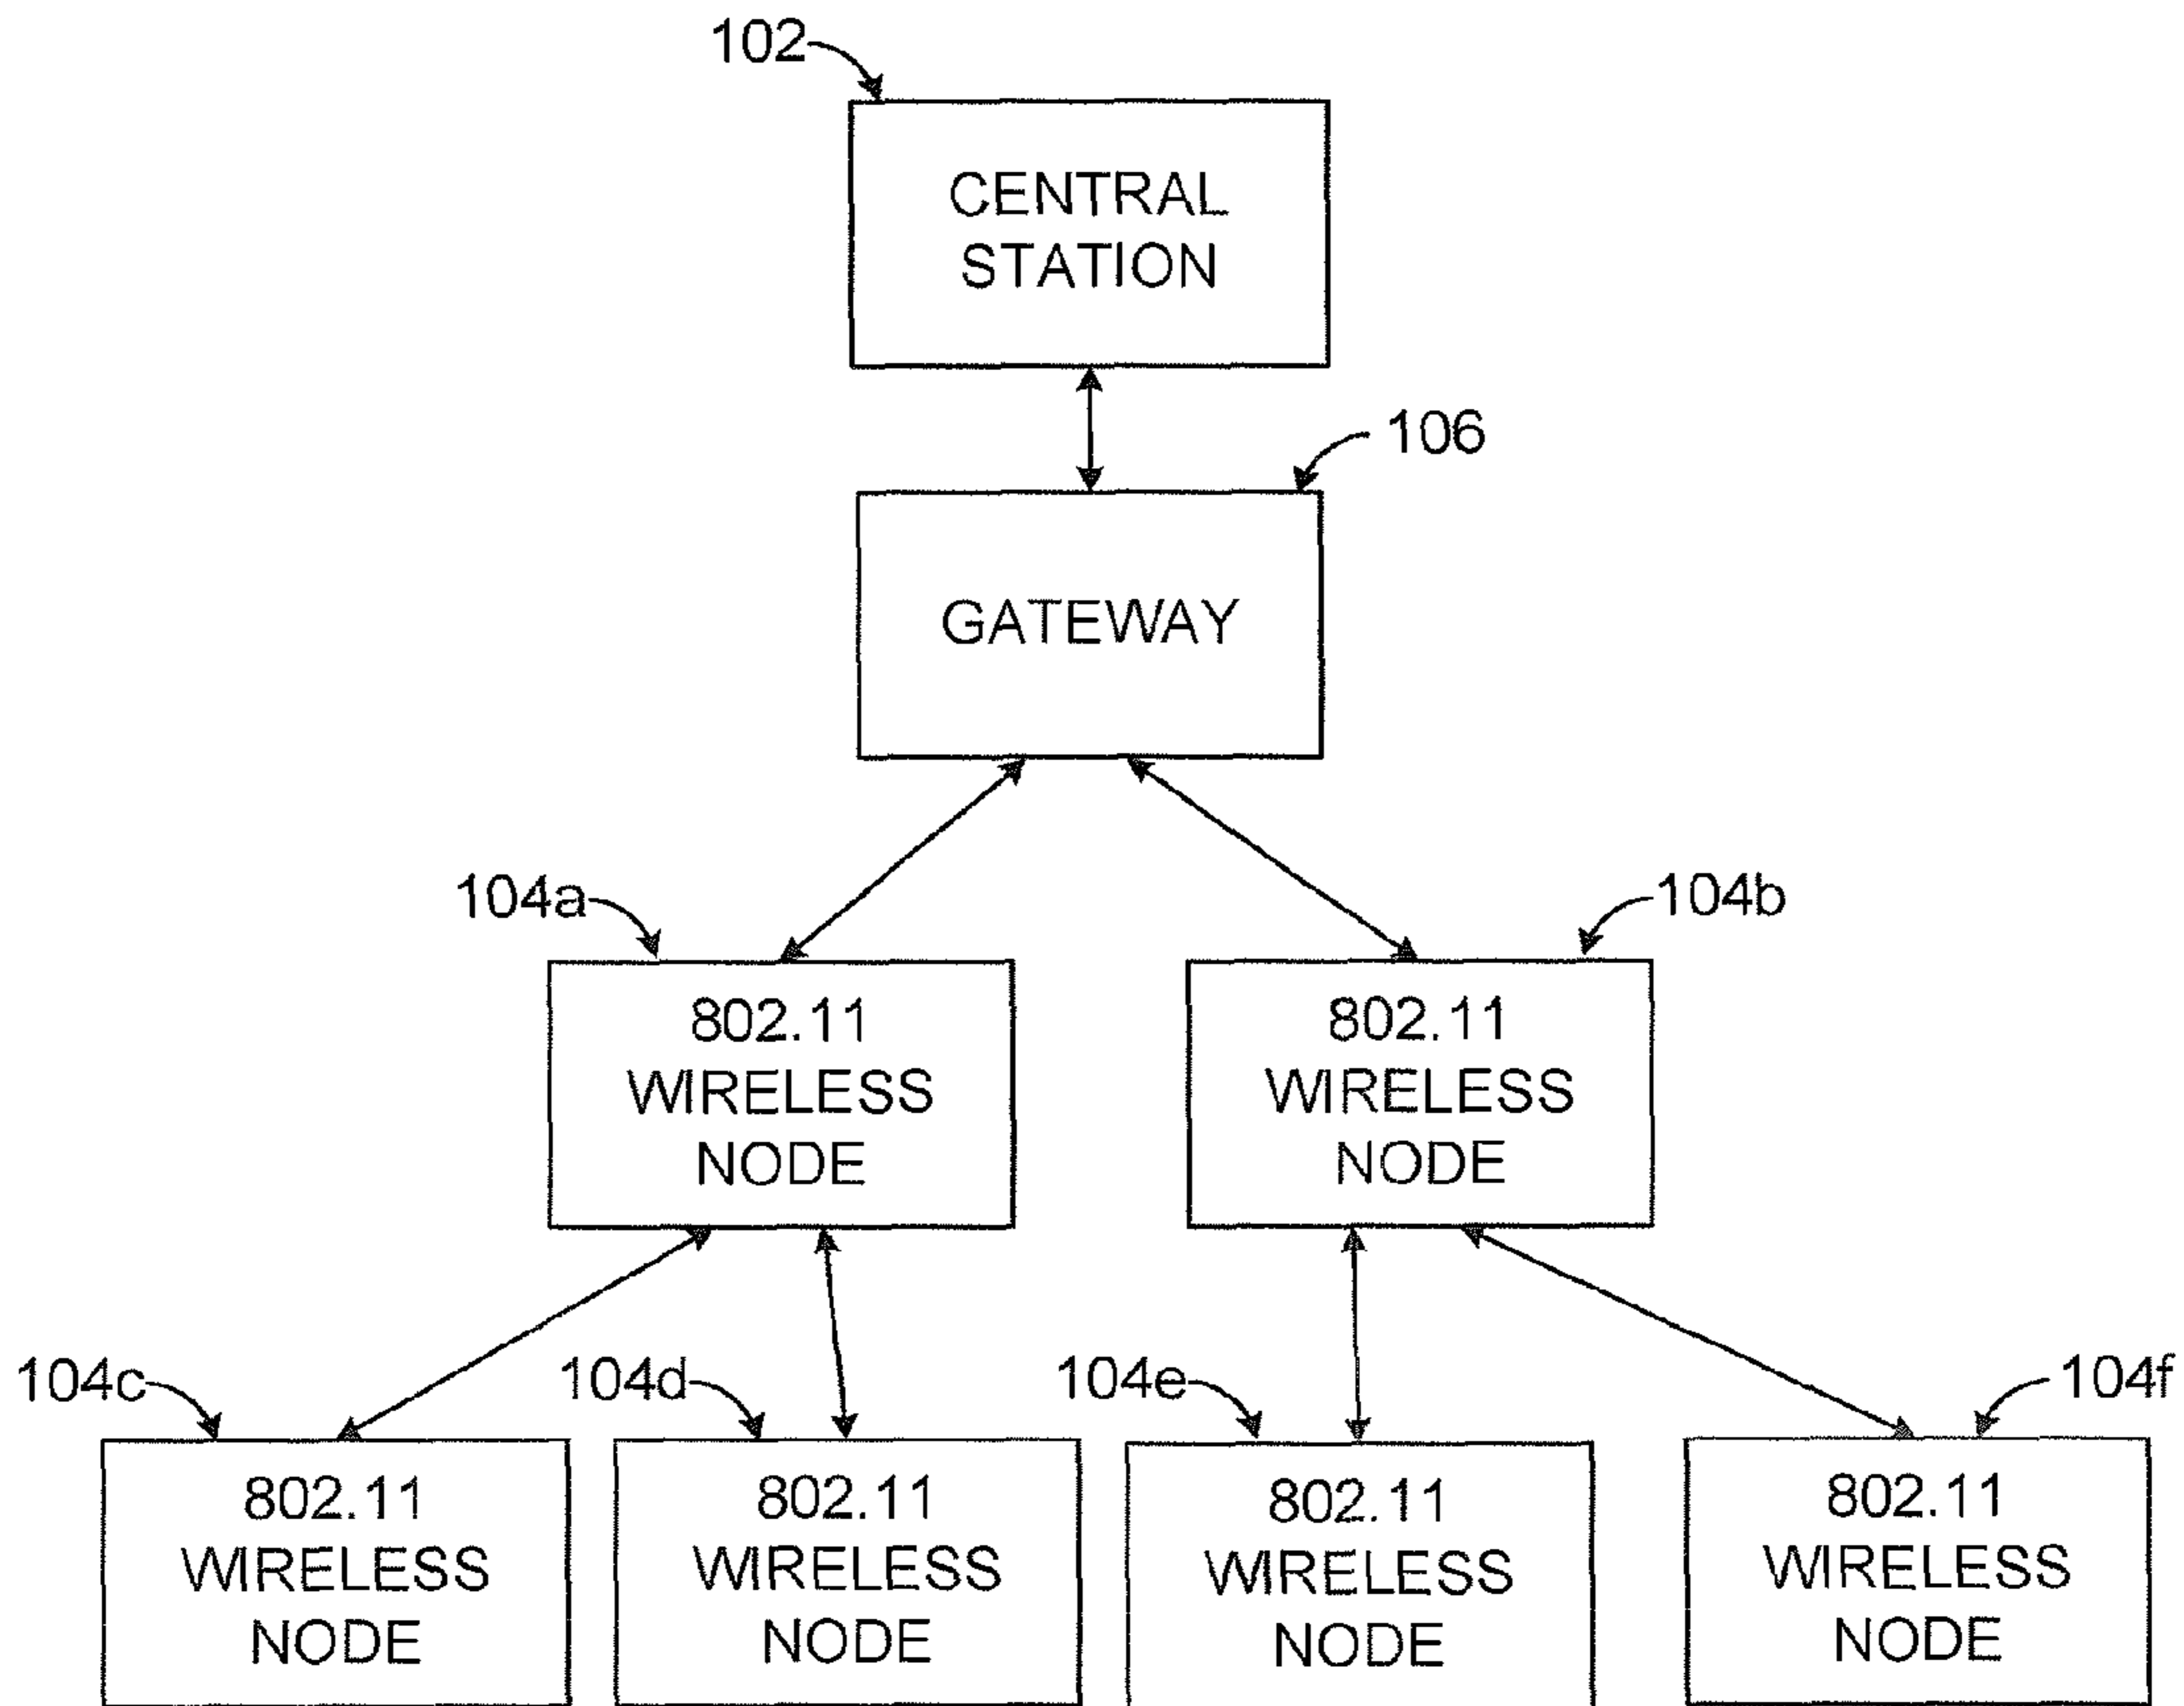 102
CENTRAL
STATION
106
GATEWAY
104a
104b
802.11
WIRELESS
NODE
802.11
WIRELESS
NODE
104c
104d
104e
104f
802.11
WIRELESS
NODE
802.11
WIRELESS
NODE
802.11
WIRELESS
NODE
802.11
WIRELESS
NODE